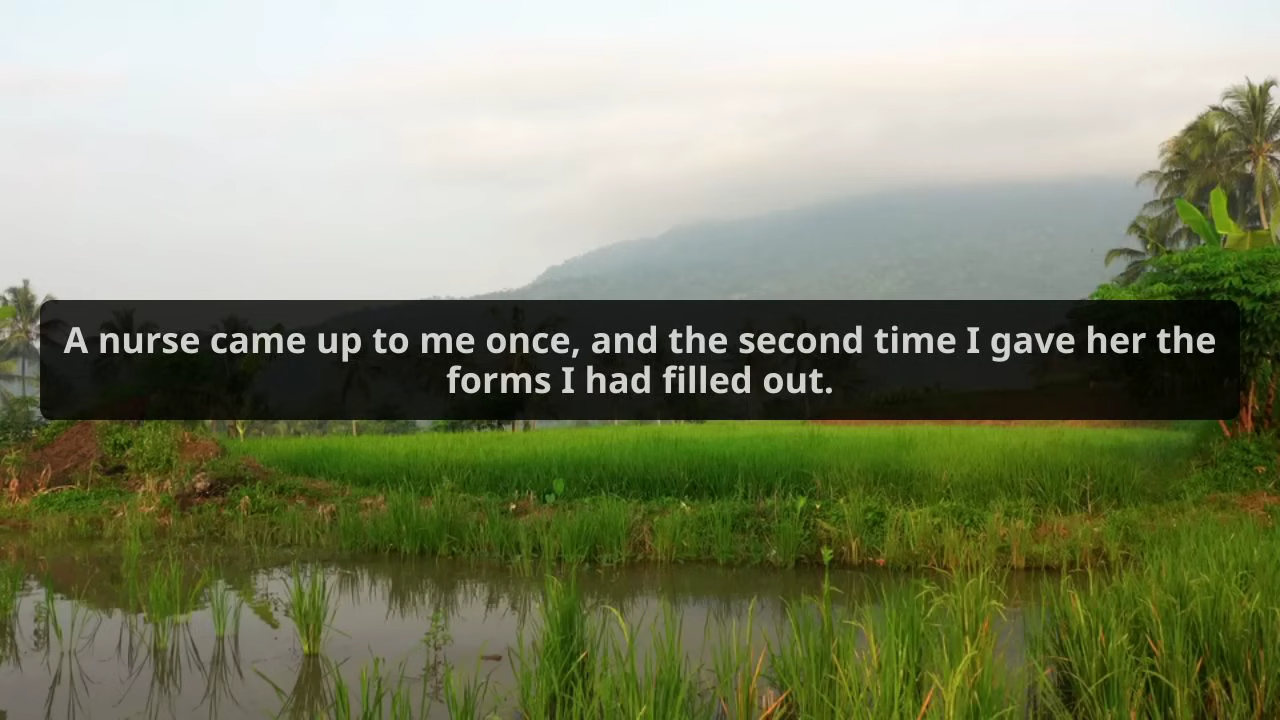 A nurse came up to me once, and the second time I gave her the
forms I had filled out.